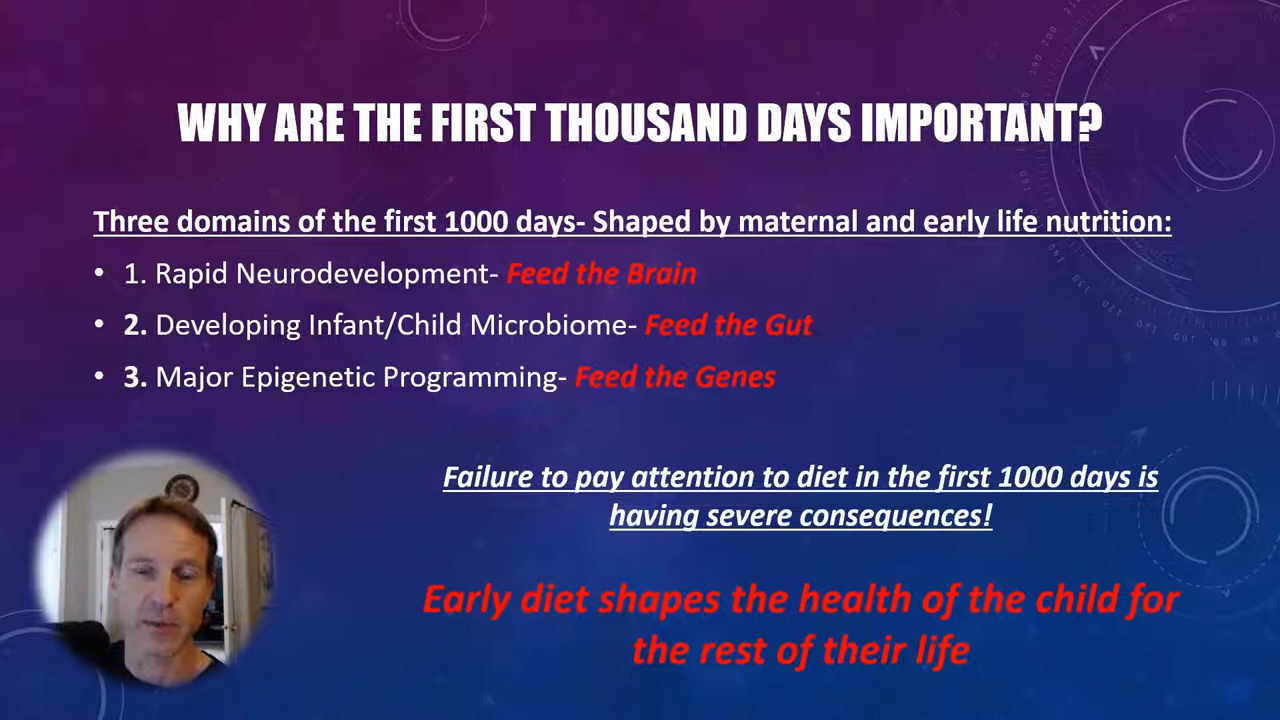 WHY ARE THE FIRST THOUSAND DAYS IMPORTANT?
Three domains of the first 1000 days- Shaped by maternal and early life nutrition:
• 1. Rapid Neurodevelopment- Feed the Brain
• 2. Developing Infant/Child Microbiome- Feed the Gut
• 3. Major Epigenetic Programming- Feed the Genes
Failure to pay attention to diet in the first 1000 days is
having severe consequences!
Early diet shapes the health of the child for
the rest of their life